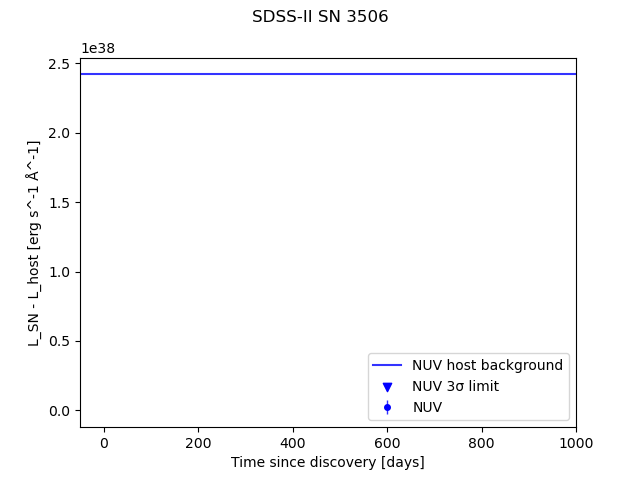 SDSS-II SN 3506
1e38
2.5
2.0
1.5
1.0
0.5
0.0
L_SN - L_host [erg s^-1 Å^-1]
NUV host background
NUV 3σ limit
NUV
0 200 400 600 800 1000
Time since discovery [days]